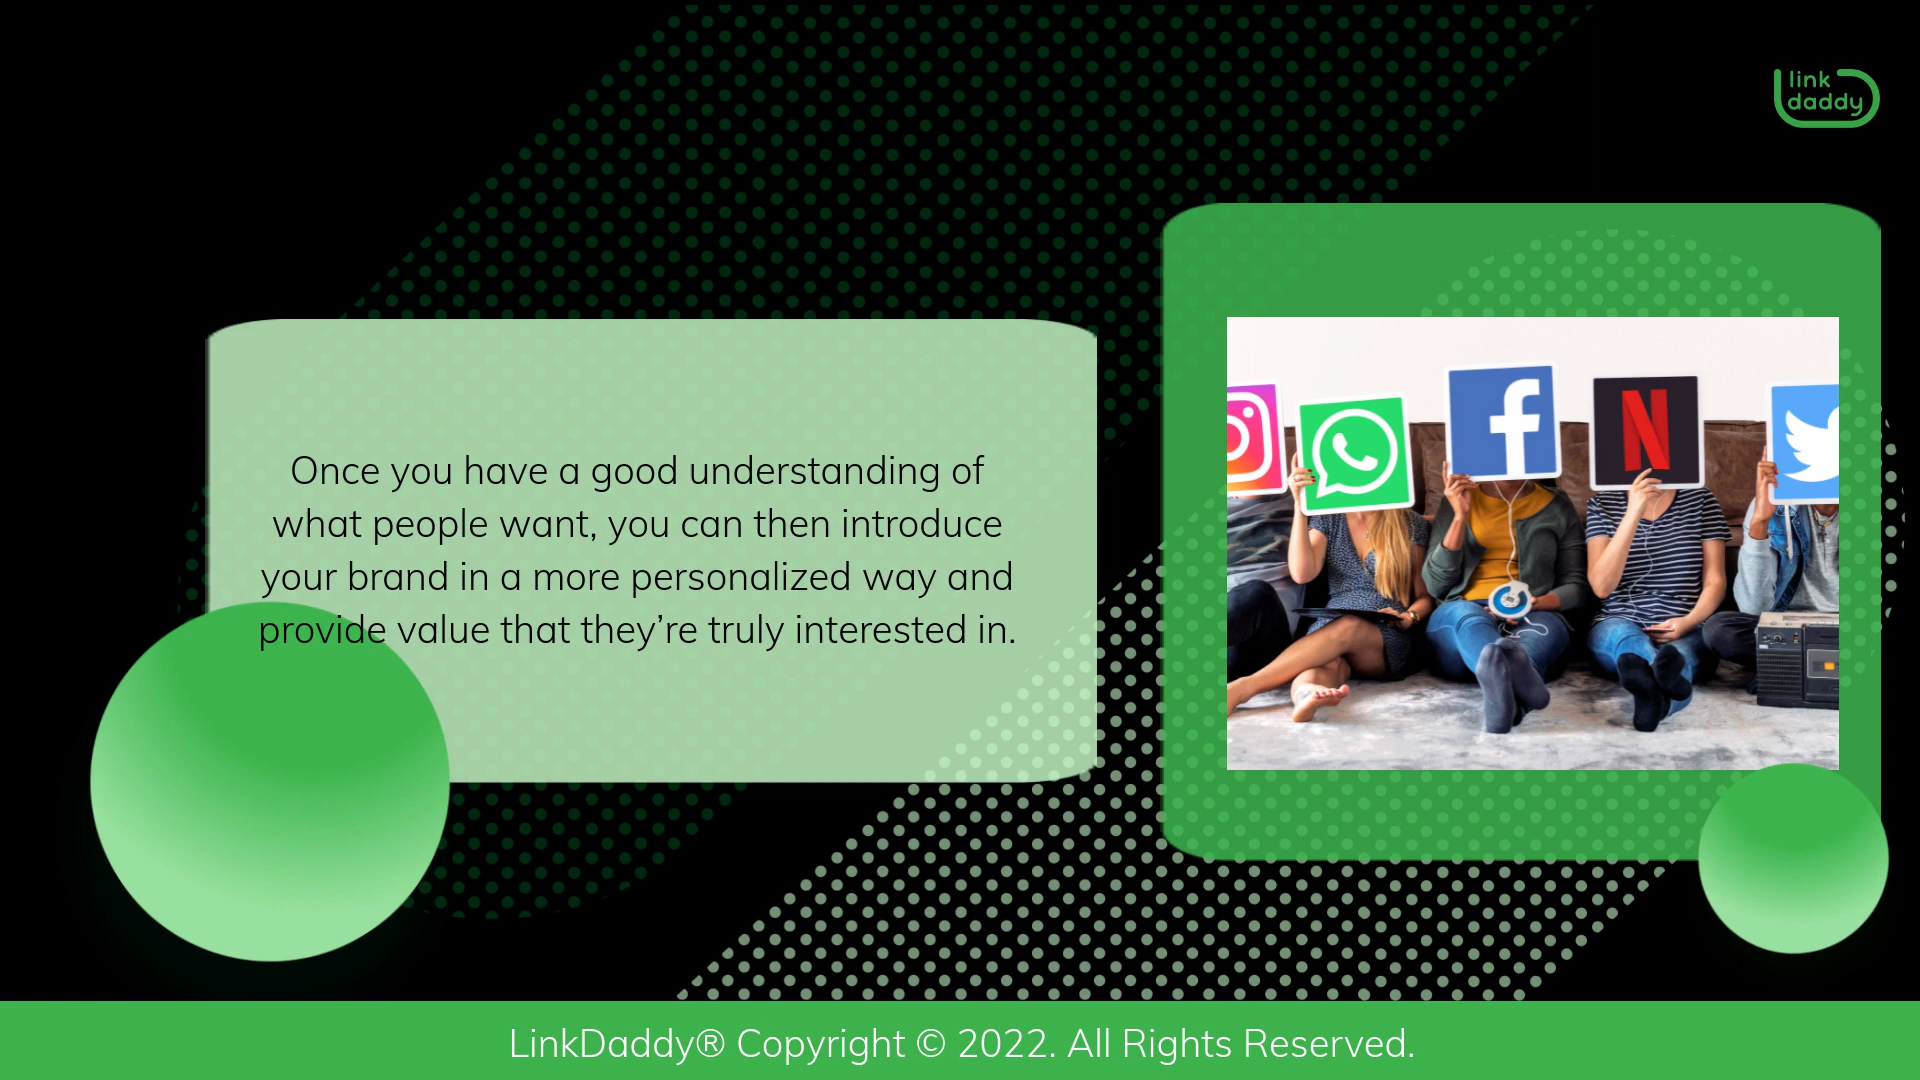 link
daddy
Once you have a good understanding of
what people want, you can then introduce
your brand in a more personalized way and
provide value that they’re truly interested in.
LinkDaddy® Copyright © 2022. All Rights Reserved.